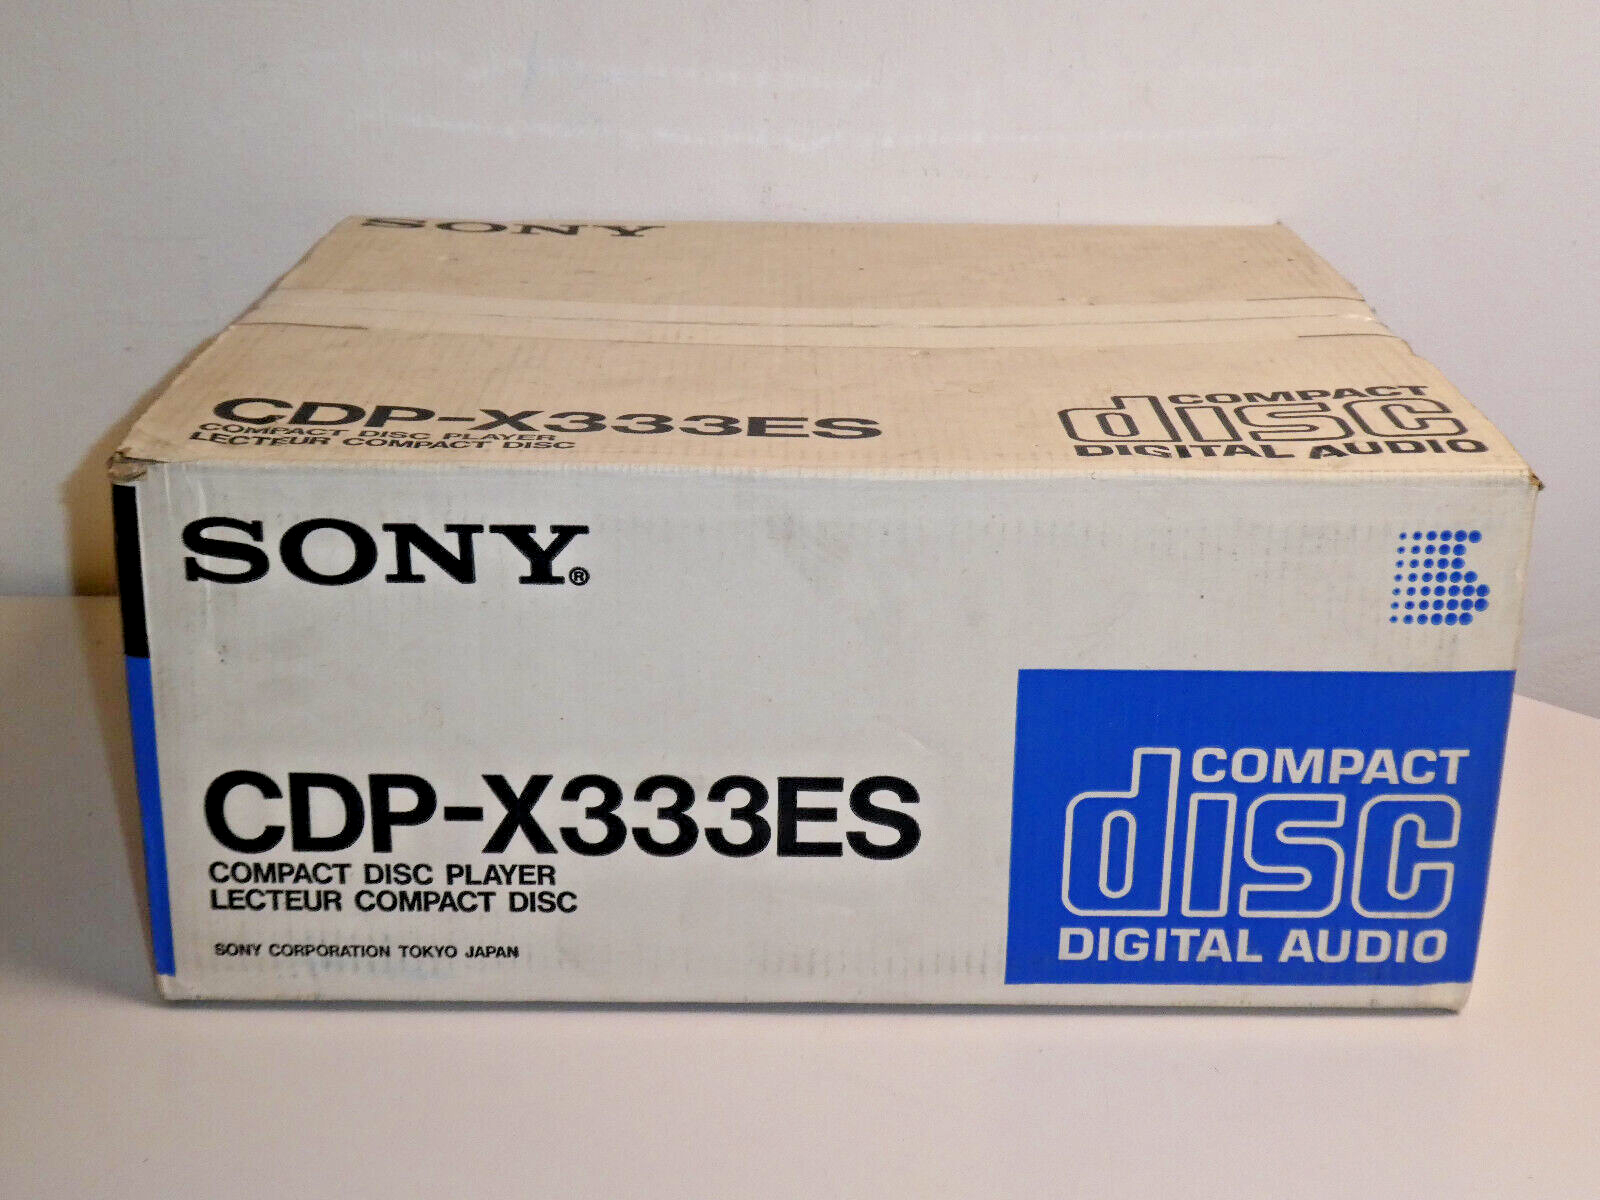 SONY
CDP-X333ES
COMPACT DISC PLAYER
LECTEUR COMPACT DISC
COMPACT
disc
DIGITAL AUDIO
SONY®
CDP-X333ES
COMPACT DISC PLAYER
LECTEUR COMPACT DISC
SONY CORPORATION TOKYO JAPAN
COMPACT
disc
DIGITAL AUDIO